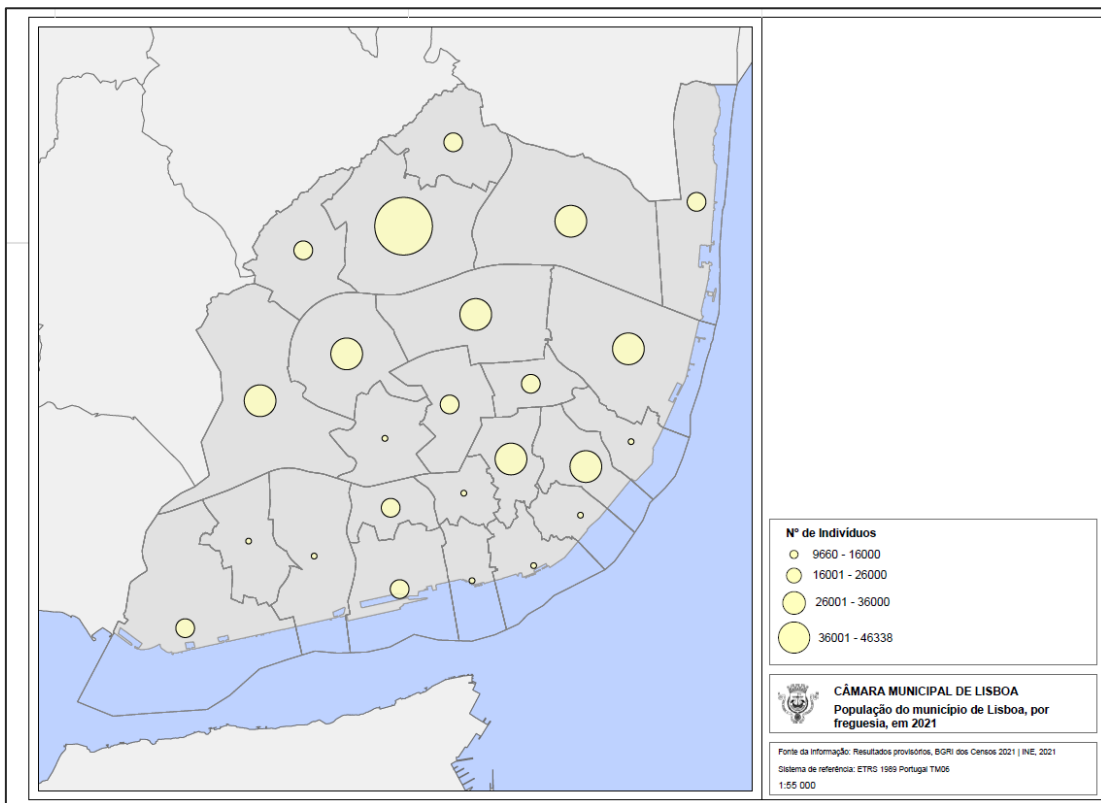 Nº de Indivíduos
9660 - 16000
16001 - 26000
26001 - 36000
36001 - 46338
CÂMARA MUNICIPAL DE LISBOA
População do município de Lisboa, por
freguesia, em 2021
Fonte da Informação: Resultados provisórios, BGRI dos Censos 2021 | INE, 2021
Sistema de referência: ETRS 1989 Portugal TM06
1:55 000